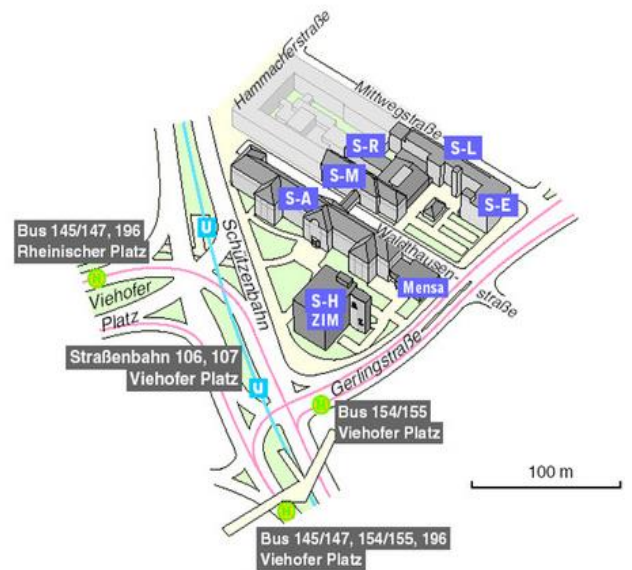 Hammacherstraße
Mittwegstraße
S-R
S-L
S-M
S-A
S-E
U
Schützenbahn
Waldthausen-
straße
Bus 145/147, 196
Rheinischer Platz
H
Viehofer
Platz
S-H
ZIM
Mensa
Straßenbahn 106, 107
Viehofer Platz
U
Gerlingstraße
H
Bus 154/155
Viehofer Platz
100 m
H
Bus 145/147, 154/155, 196
Viehofer Platz